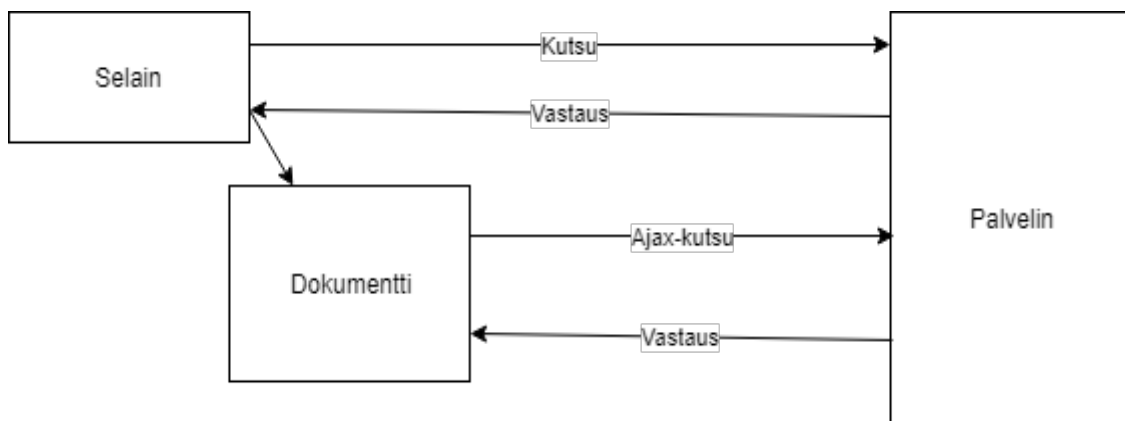 Kutsu
Selain
Vastaus
Palvelin
Ajax-kutsu
Dokumentti
Vastaus